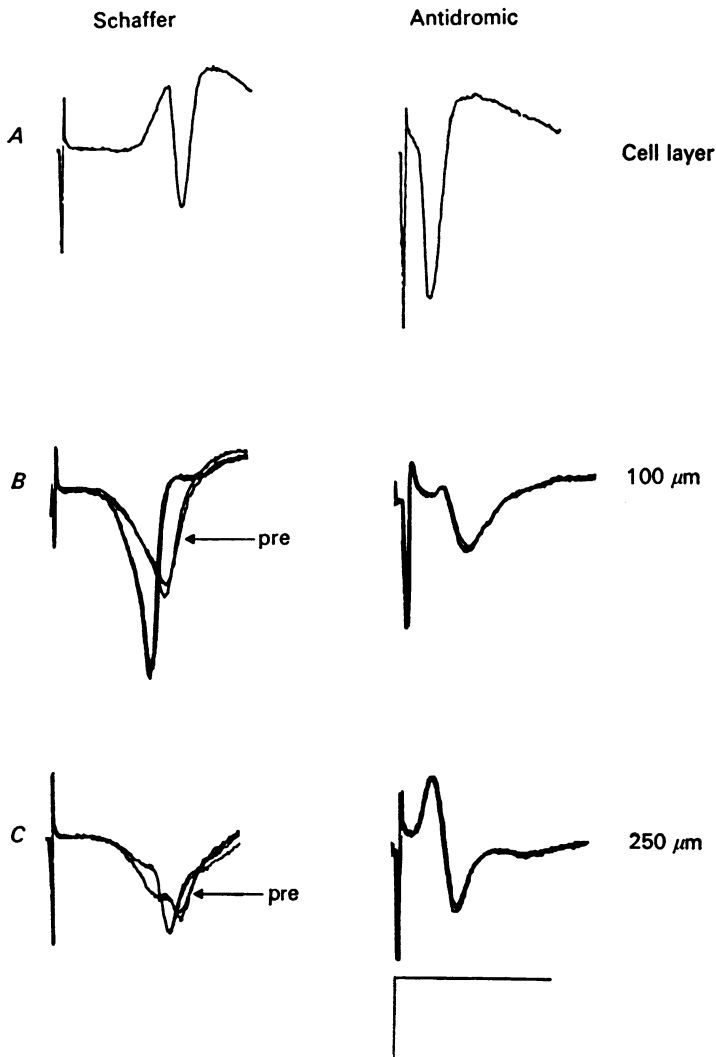 Schaffer Antidromic
A Cell layer
B pre 100 μm
C pre 250 μm